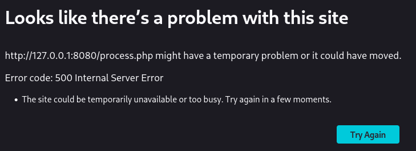 Looks like there’s a problem with this site
http://127.0.0.1:8080/process.php might have a temporary problem or it could have moved.
Error code: 500 Internal Server Error
• The site could be temporarily unavailable or too busy. Try again in a few moments.
Try Again